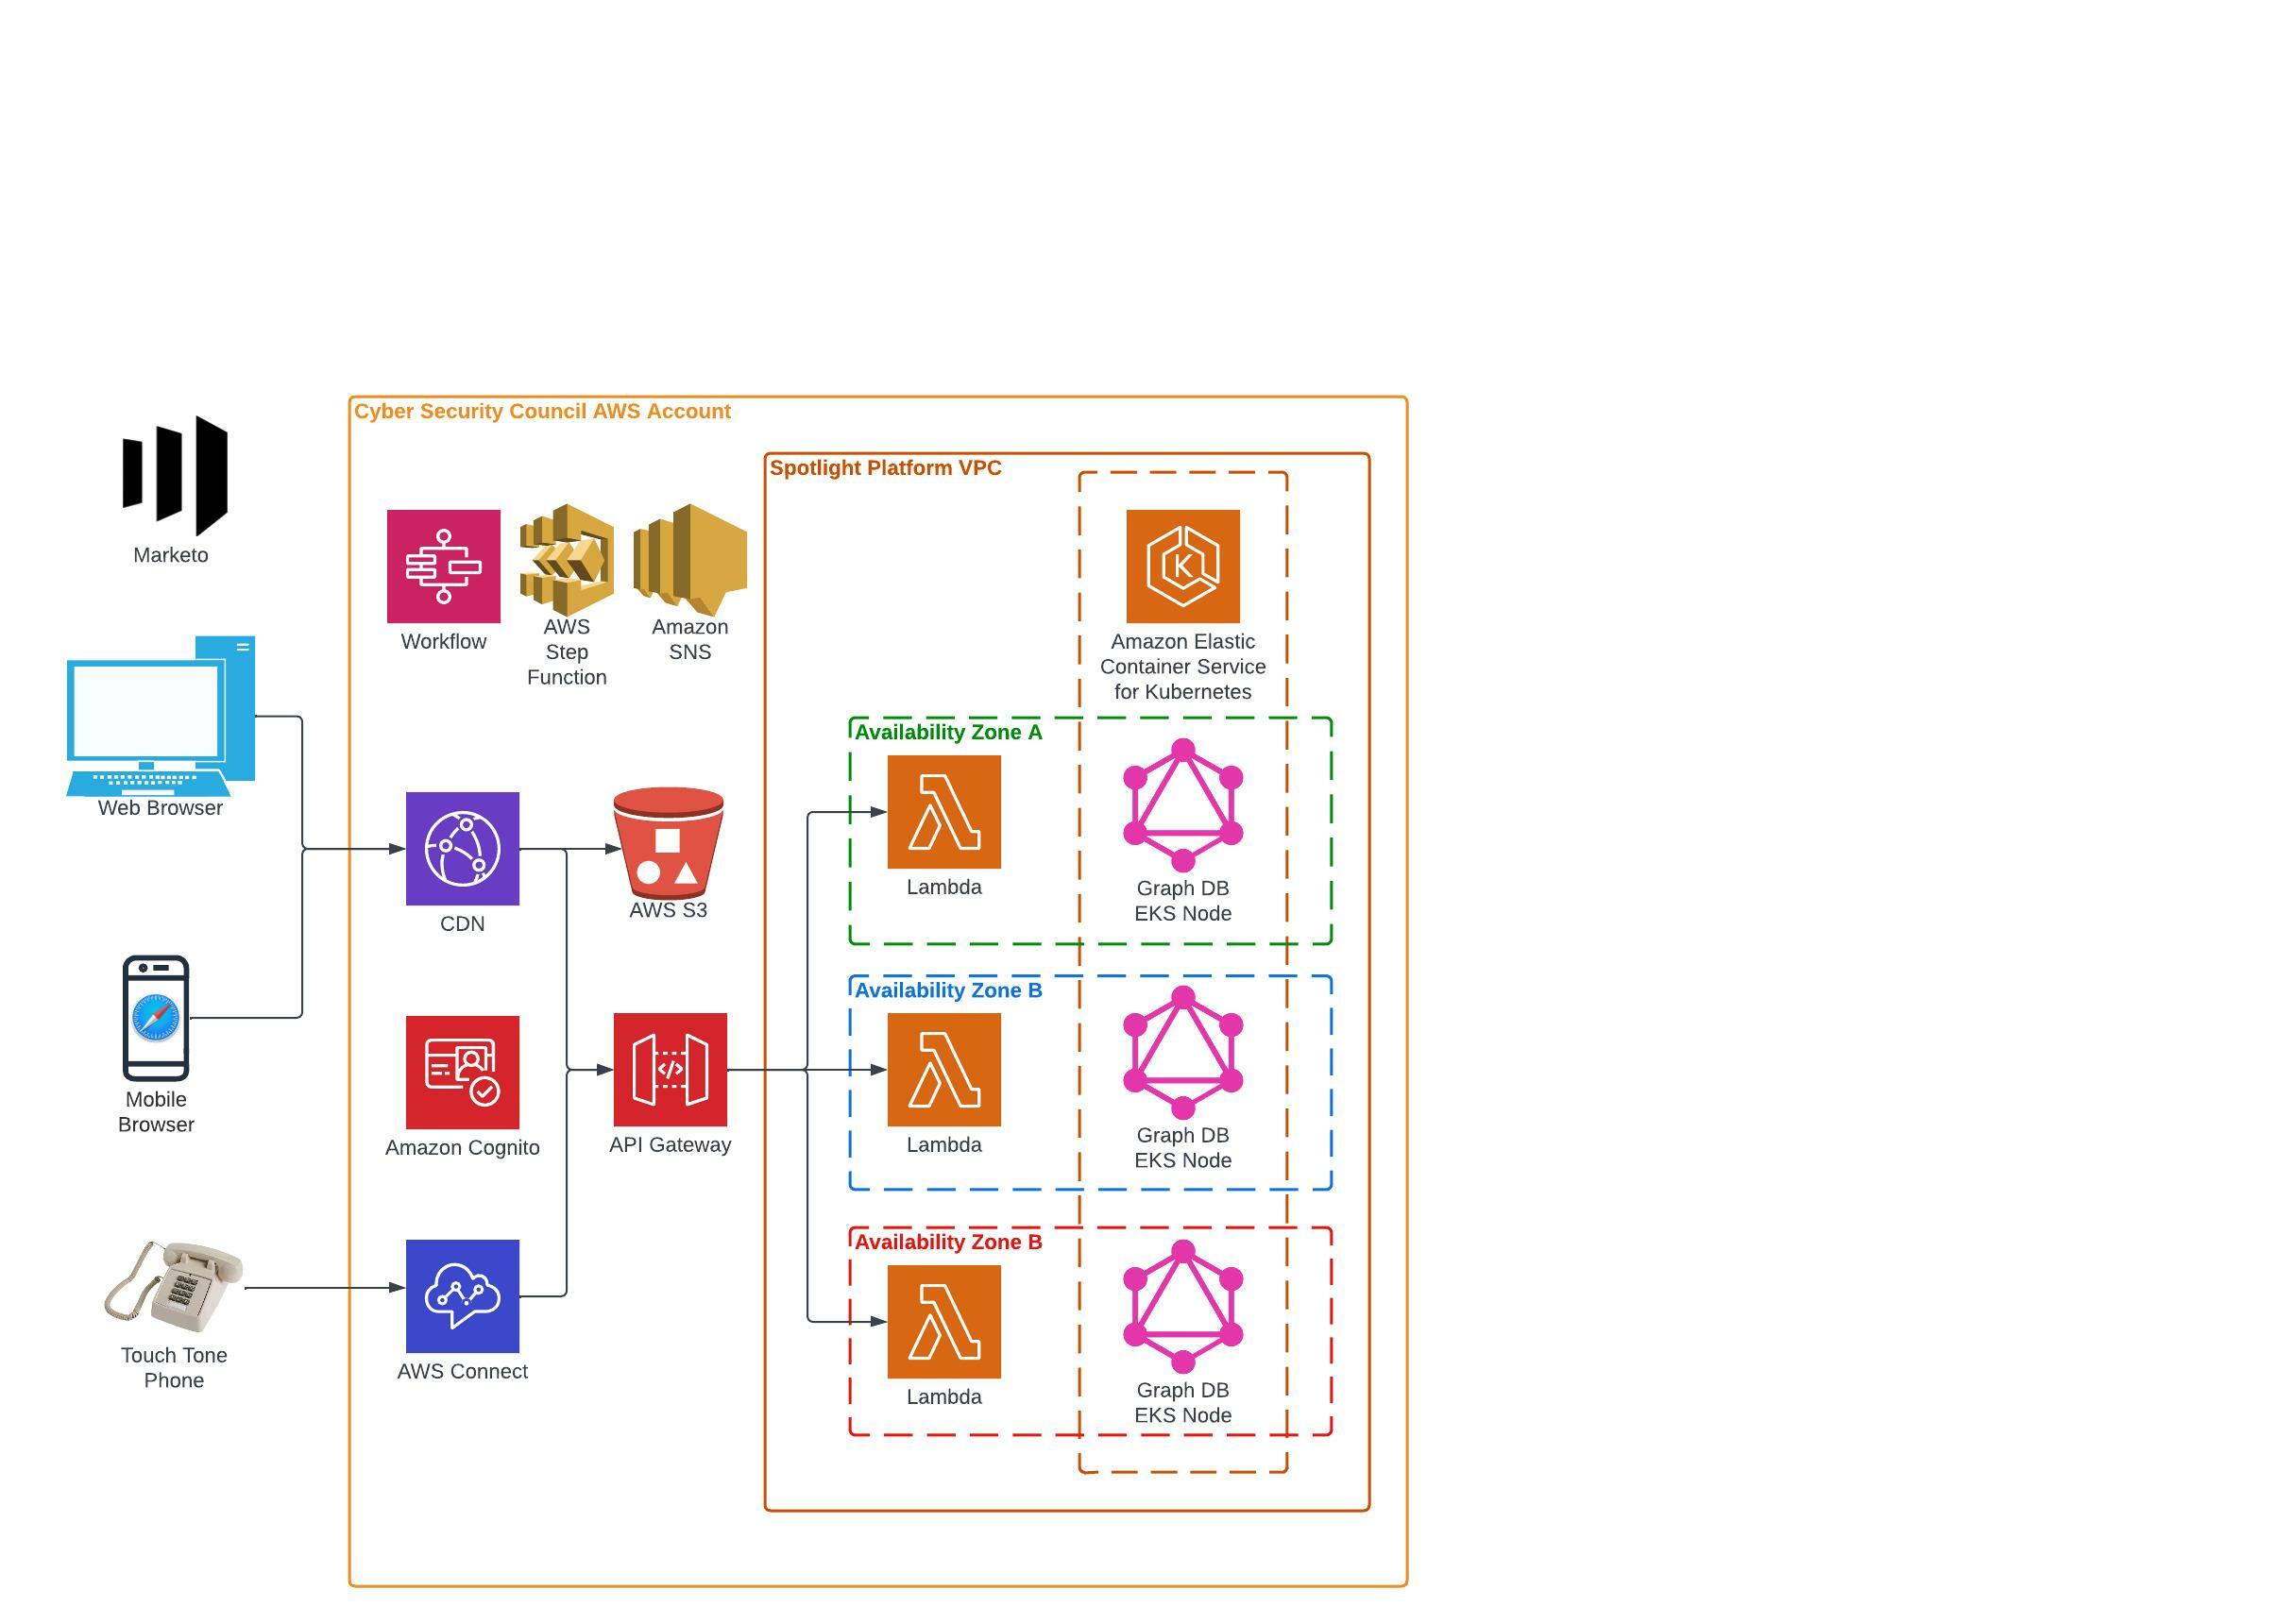 Cyber Security Council AWS Account
Spotlight Platform VPC
Marketo
Workflow
AWS
Step
Function
Amazon
SNS
Amazon Elastic
Container Service
for Kubernetes
Web Browser
Availability Zone A
CDN
AWS S3
Lambda
Graph DB
EKS Node
Mobile
Browser
Amazon Cognito
API Gateway
Availability Zone B
Lambda
Graph DB
EKS Node
Touch Tone
Phone
AWS Connect
Availability Zone B
Lambda
Graph DB
EKS Node